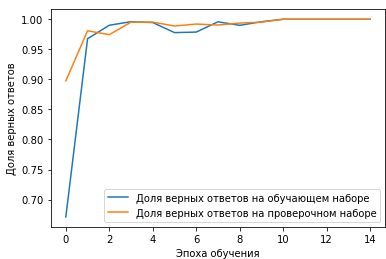 1.00
0.95
0.90
0.85
0.80
0.75
0.70
Доля верных ответов
Доля верных ответов на обучающем наборе
Доля верных ответов на проверочном наборе
0 2 4 6 8 10 12 14
Эпоха обучения